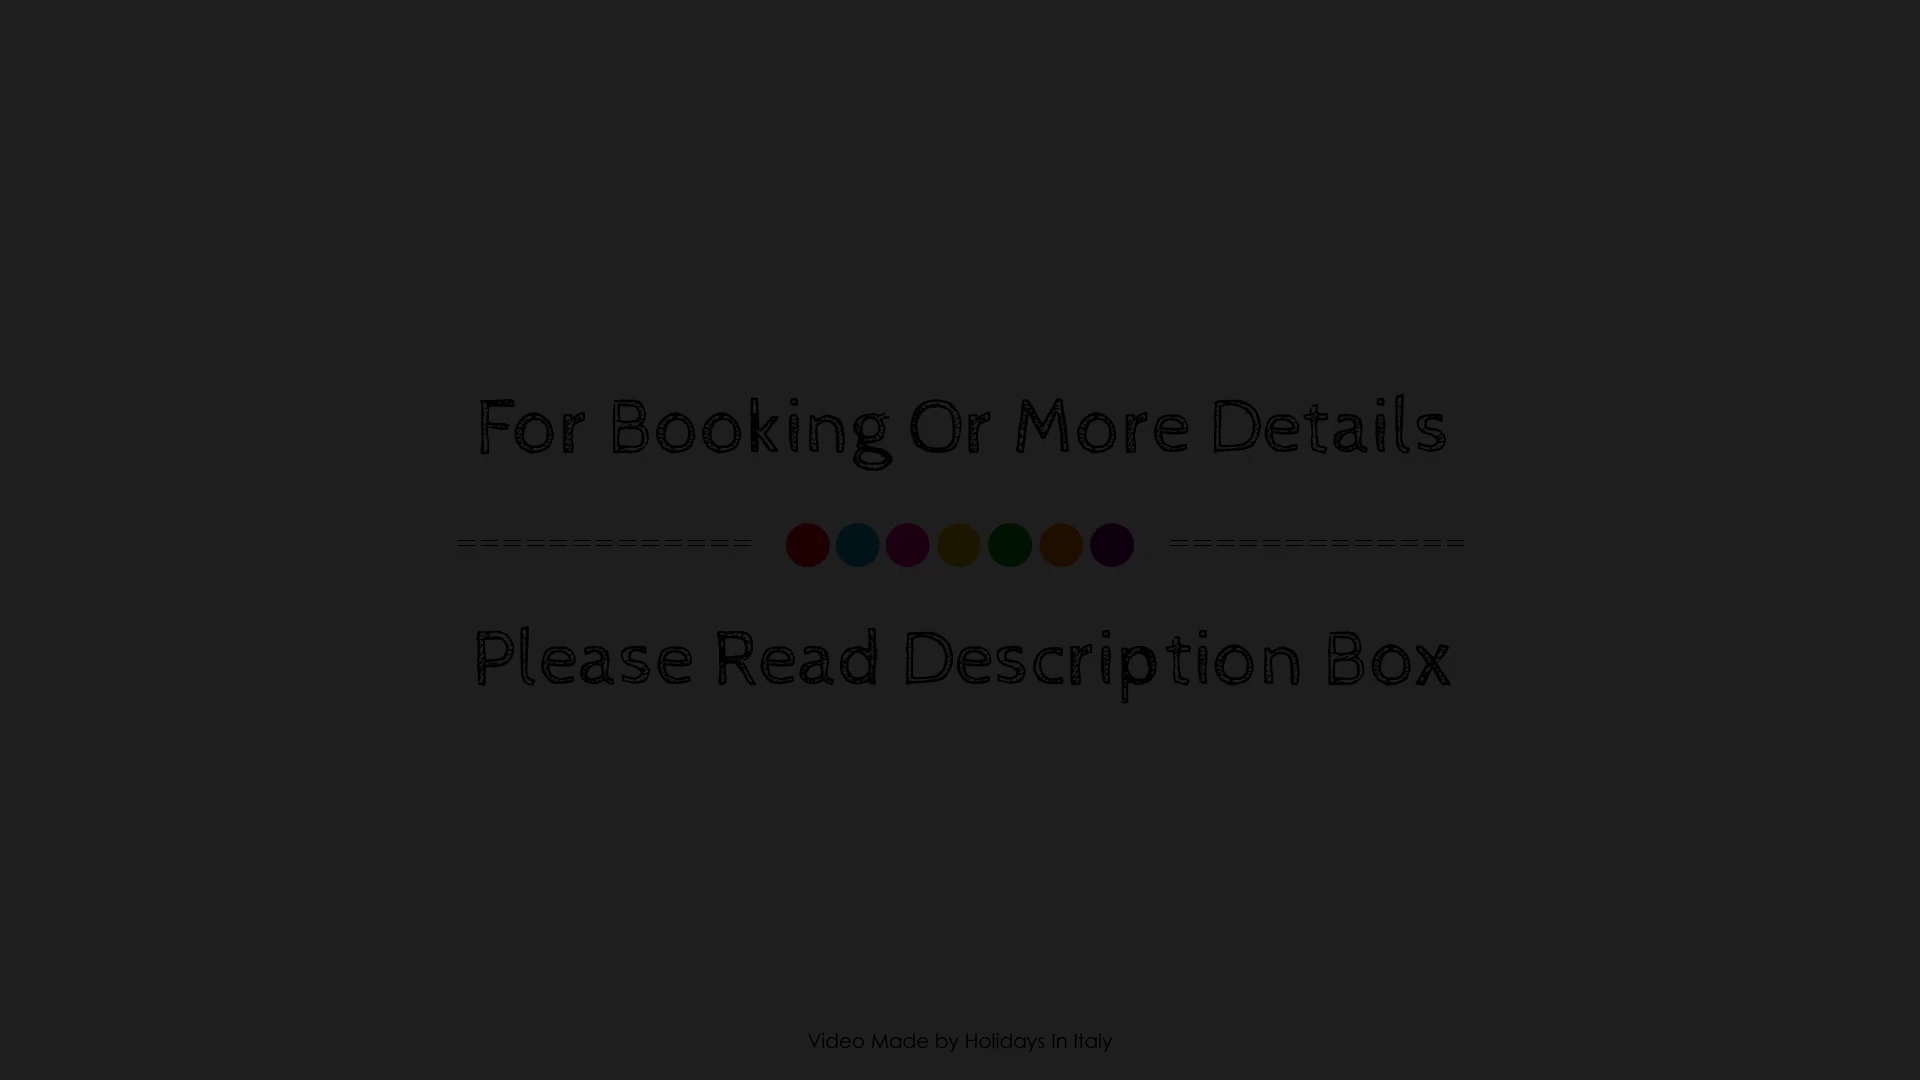 For Booking Or More Details
============= =============
Please Read Description Box
Video Made by Holidays In Italy